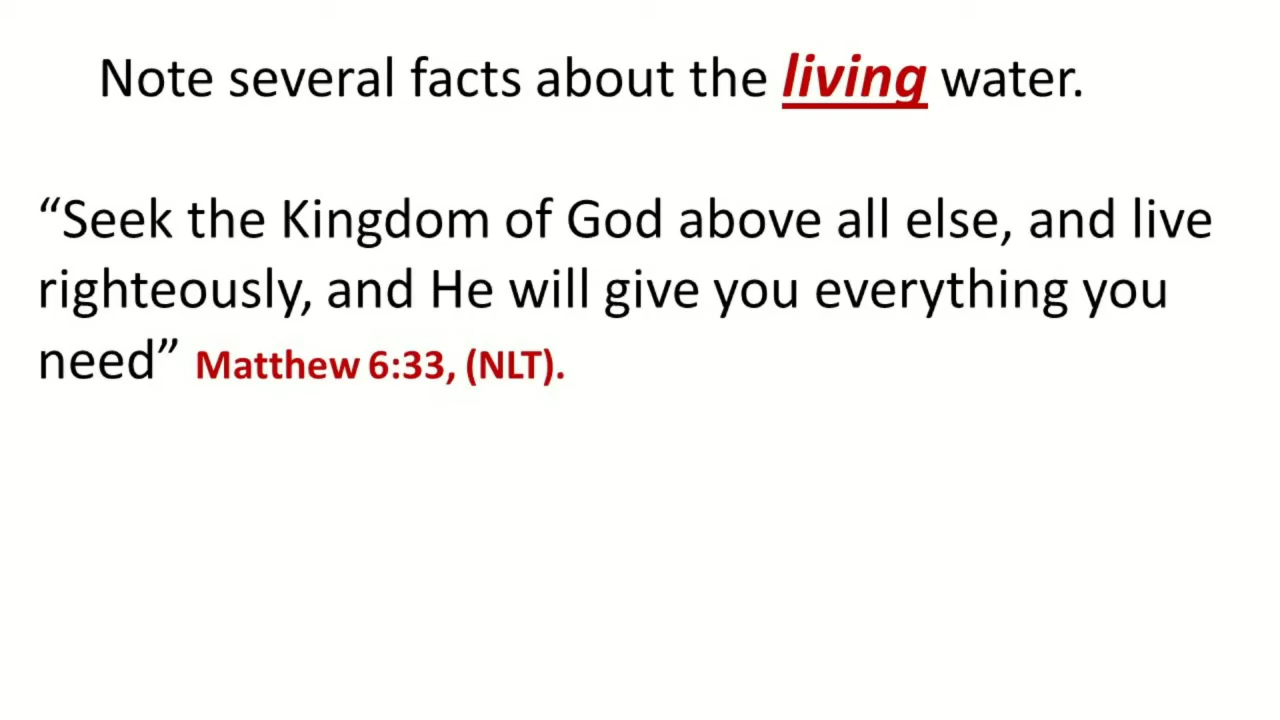 Note several facts about the living water.
“Seek the Kingdom of God above all else, and live
righteously, and He will give you everything you
need” Matthew 6:33, (NLT).